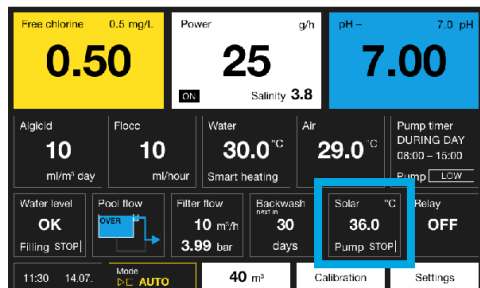 Free chlorine 0.5 mg/L
0.50
Power g/h
25
ON Salinity 3.8
pH – 7.0 pH
7.00
Algicid
10
ml/m³ day
Flocc
10
ml/hour
Water
30.0 °C
Smart heating
Air
29.0 °C
Pump timer
DURING DAY
08:00 – 15:00
Pump LOW
Water level
OK
Filling STOP
Pool flow
OVER
Filter flow
10 m³/h
3.99 bar
Backwash
next in
30
days
Solar °C
36.0
Pump STOP
Relay
OFF
11:30 14.07.
Mode
AUTO
40 m³
Calibration
Settings